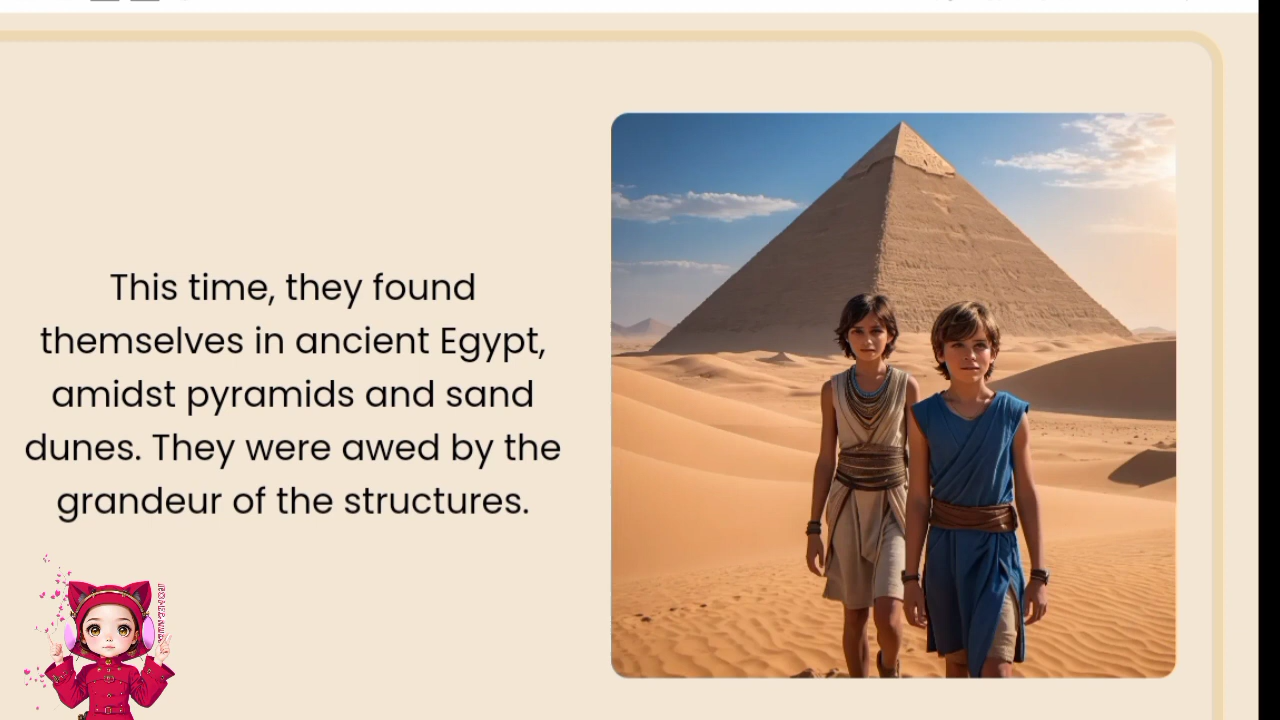 This time, they found
themselves in ancient Egypt,
amidst pyramids and sand
dunes. They were awed by the
grandeur of the structures.